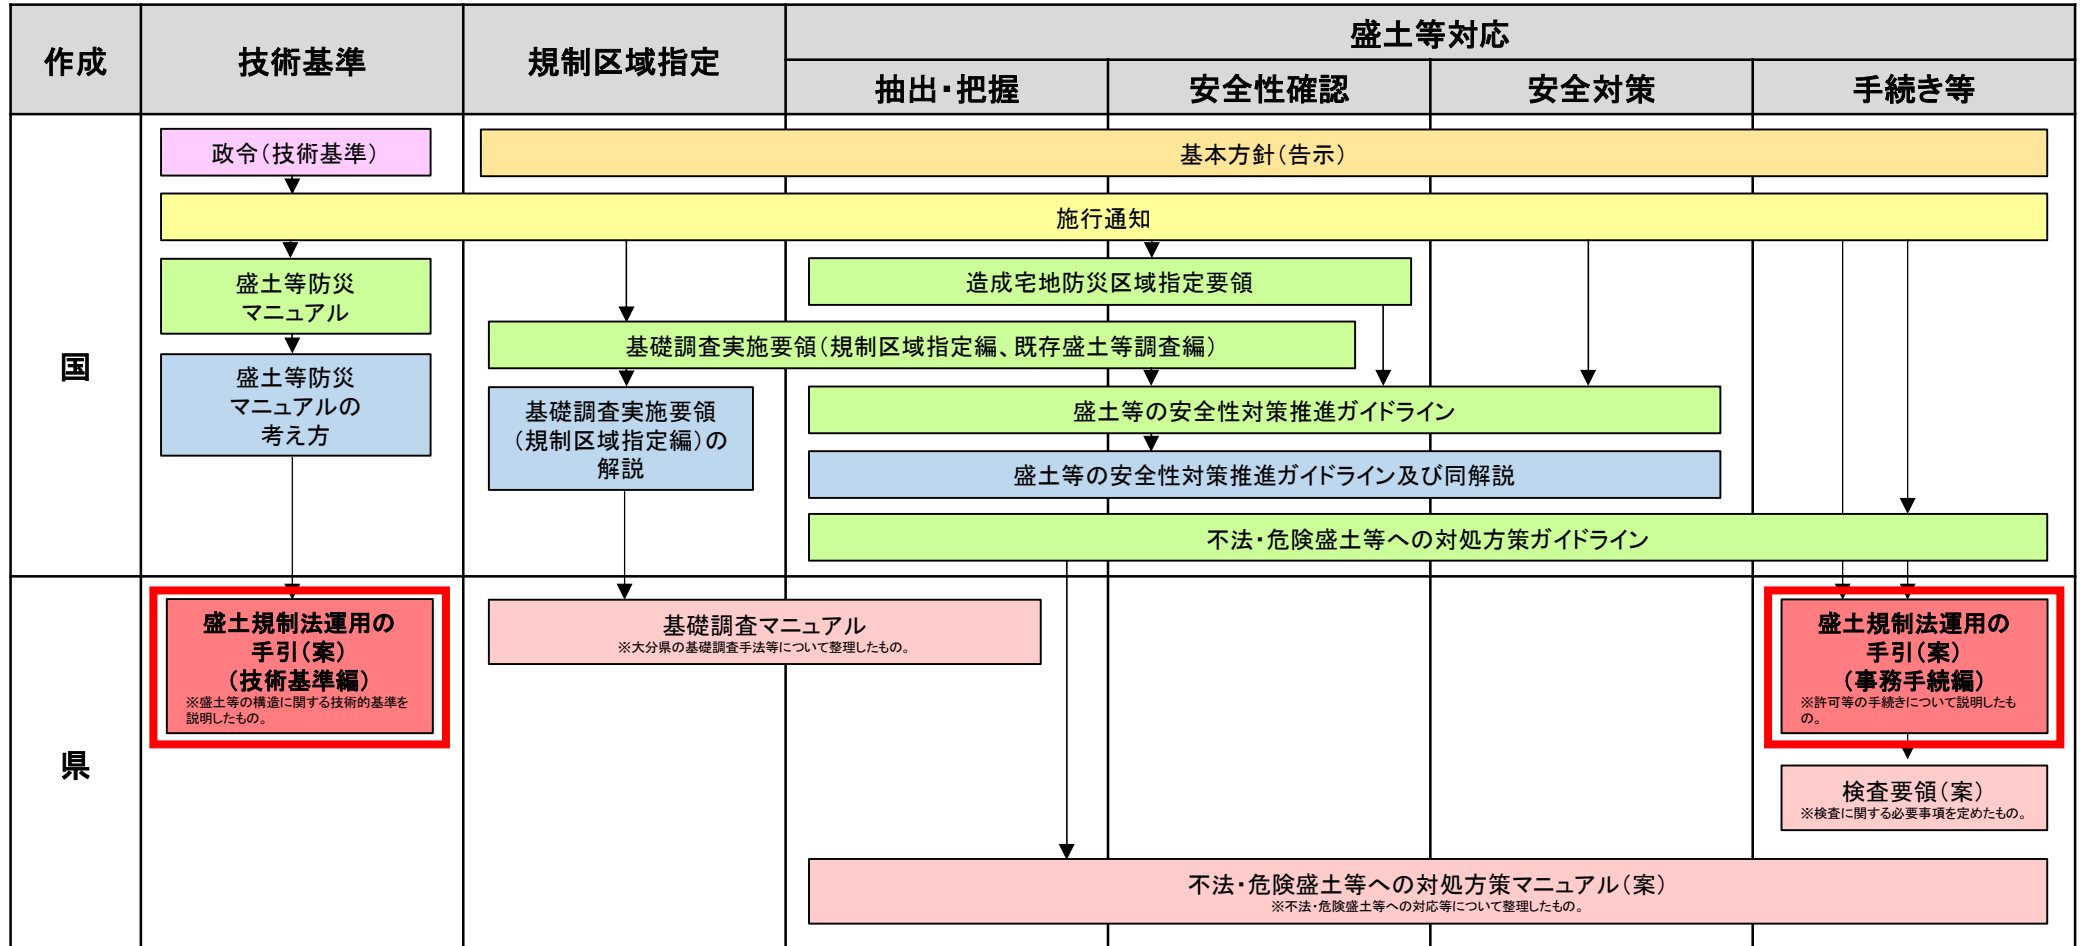 作成
技術基準
規制区域指定
盛土等対応
抽出・把握
安全性確認
安全対策
手続き等
国
政令（技術基準）
基本方針（告示）
施行通知
盛土等防災
マニュアル
造成宅地防災区域指定要領
基礎調査実施要領（規制区域指定編、既存盛土等調査編）
盛土等防災
マニュアルの
考え方
基礎調査実施要領
（規制区域指定編）の
解説
盛土等の安全性対策推進ガイドライン
盛土等の安全性対策推進ガイドライン及び同解説
不法・危険盛土等への対処方策ガイドライン
県
盛土規制法運用の
手引（案）
（技術基準編）
※盛土等の構造に関する技術的基準を
説明したもの。
基礎調査マニュアル
※大分県の基礎調査手法等について整理したもの。
盛土規制法運用の
手引（案）
（事務手続編）
※許可等の手続きについて説明したも
の。
検査要領（案）
※検査に関する必要事項を定めたもの。
不法・危険盛土等への対処方策マニュアル（案）
※不法・危険盛土等への対応等について整理したもの。